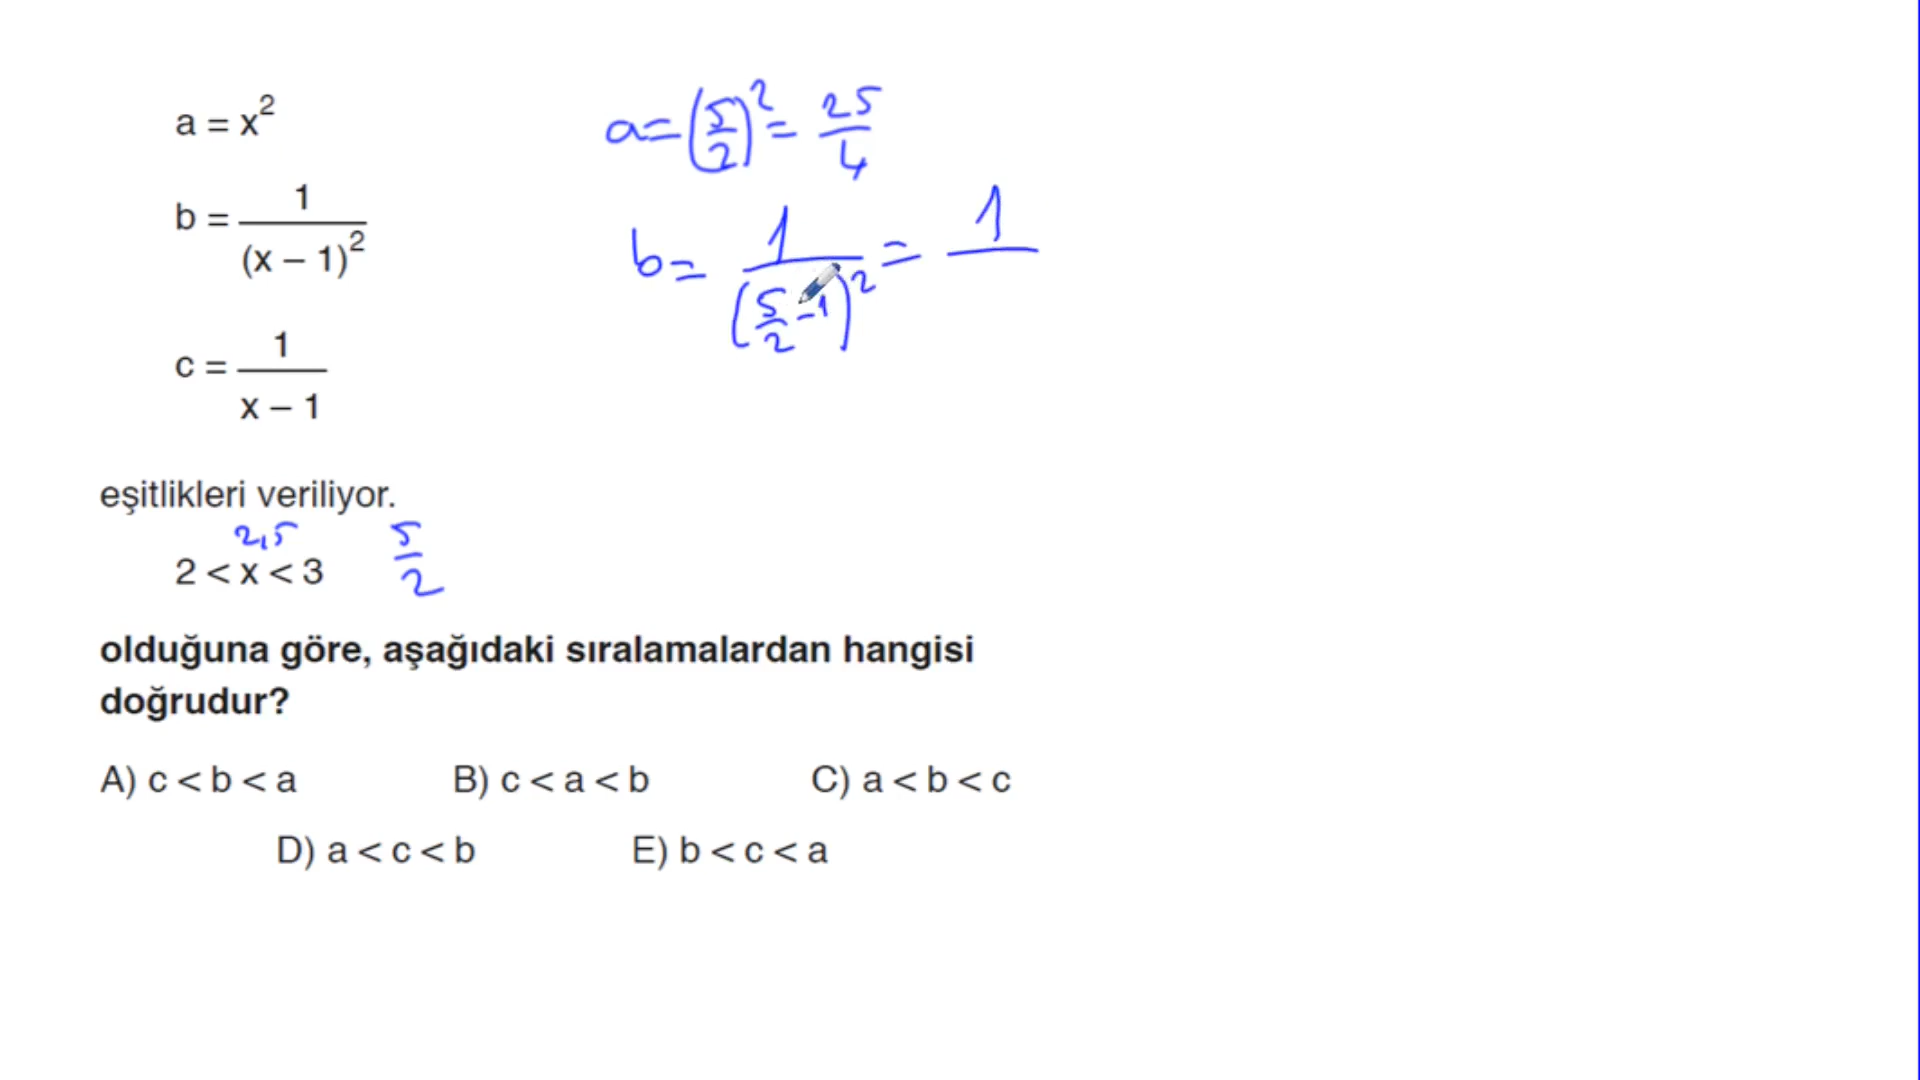 a = x²
b = 1/(x – 1)²
c = 1/(x – 1)
eşitlikleri veriliyor.
2,5
2 < x < 3
5/2
olduğuna göre, aşağıdaki sıralamalardan hangisi
doğrudur?
A) c < b < a B) c < a < b C) a < b < c
D) a < c < b E) b < c < a
a = (5/2)² = 25/4
b = 1/(5/2 – 1)² = 1/